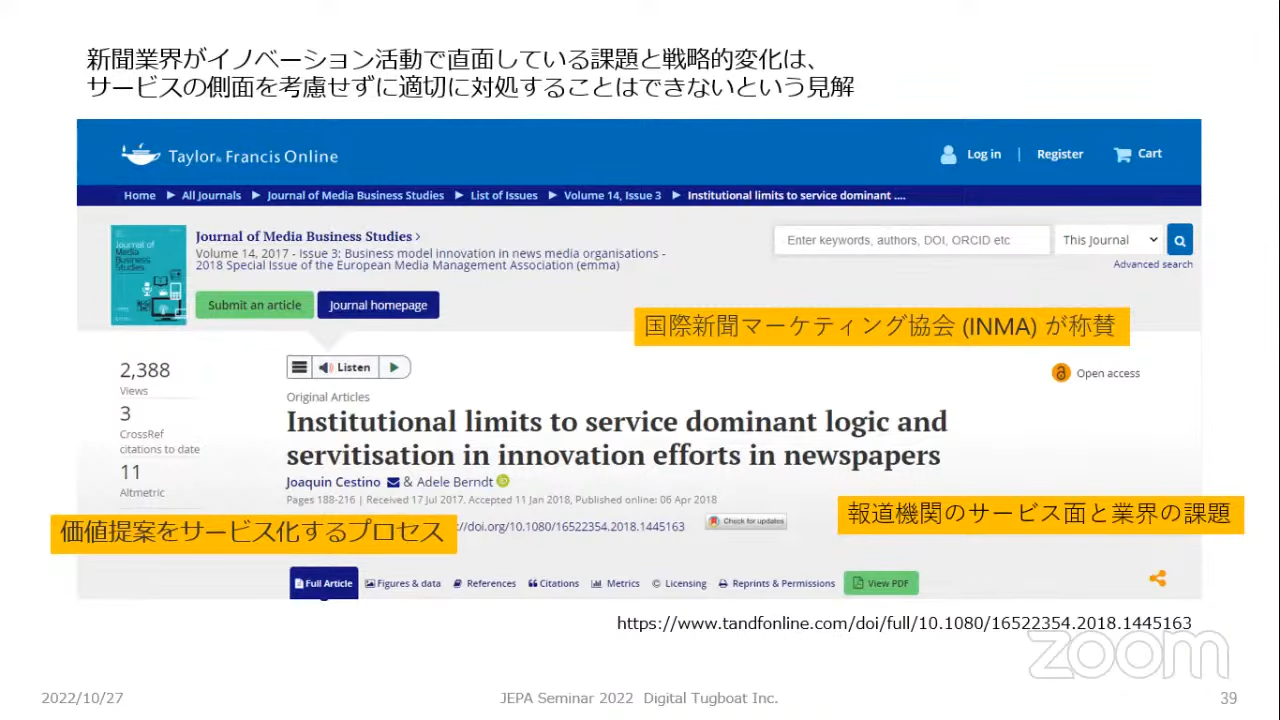 新聞業界がイノベーション活動で直面している課題と戦略的変化は、
サービスの側面を考慮せずに適切に対処することはできないという見解
Taylor & Francis Online
Log in | Register Cart
Home All Journals Journal of Media Business Studies List of Issues Volume 14, Issue 3 Institutional limits to service dominant ....
Journal of Media Business Studies
Journal of Media Business Studies >
Volume 14, 2017 - Issue 3: Business model innovation in news media organisations -
2018 Special Issue of the European Media Management Association (emma)
Enter keywords, authors, DOI, ORCID etc
This Journal
Advanced search
Submit an article
Journal homepage
国際新聞マーケティング協会 (INMA) が称賛
2,388
Views
3
CrossRef
citations to date
11
Altmetric
Listen
Open access
Original Articles
Institutional limits to service dominant logic and
servitisation in innovation efforts in newspapers
Joaquin Cestino & Adele Berndt
Pages 188-216 | Received 17 Jul 2017, Accepted 11 Jan 2018, Published online: 06 Apr 2018
://doi.org/10.1080/16522354.2018.1445163
Check for updates
価値提案をサービス化するプロセス
報道機関のサービス面と業界の課題
Full Article Figures & data References Citations Metrics Licensing Reprints & Permissions View PDF
https://www.tandfonline.com/doi/full/10.1080/16522354.2018.1445163
zoom
2022/10/27
JEPA Seminar 2022 Digital Tugboat Inc.
39